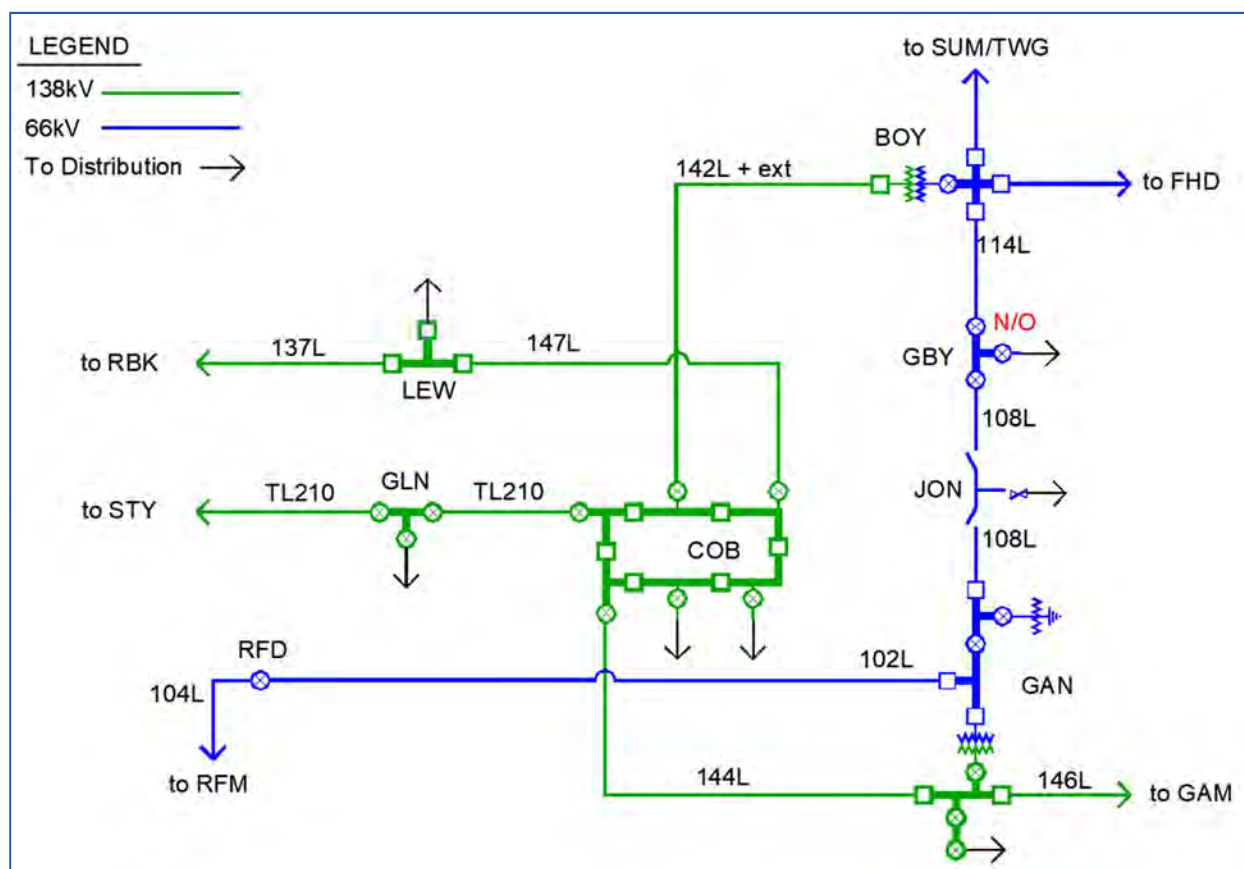 LEGEND
138kV
66kV
To Distribution
to SUM/TWG
BOY
142L + ext
to FHD
114L
N/O
GBY
to RBK
137L
147L
LEW
108L
GLN
to STY
TL210
TL210
JON
COB
108L
RFD
102L
GAN
104L
to RFM
144L
146L
to GAM